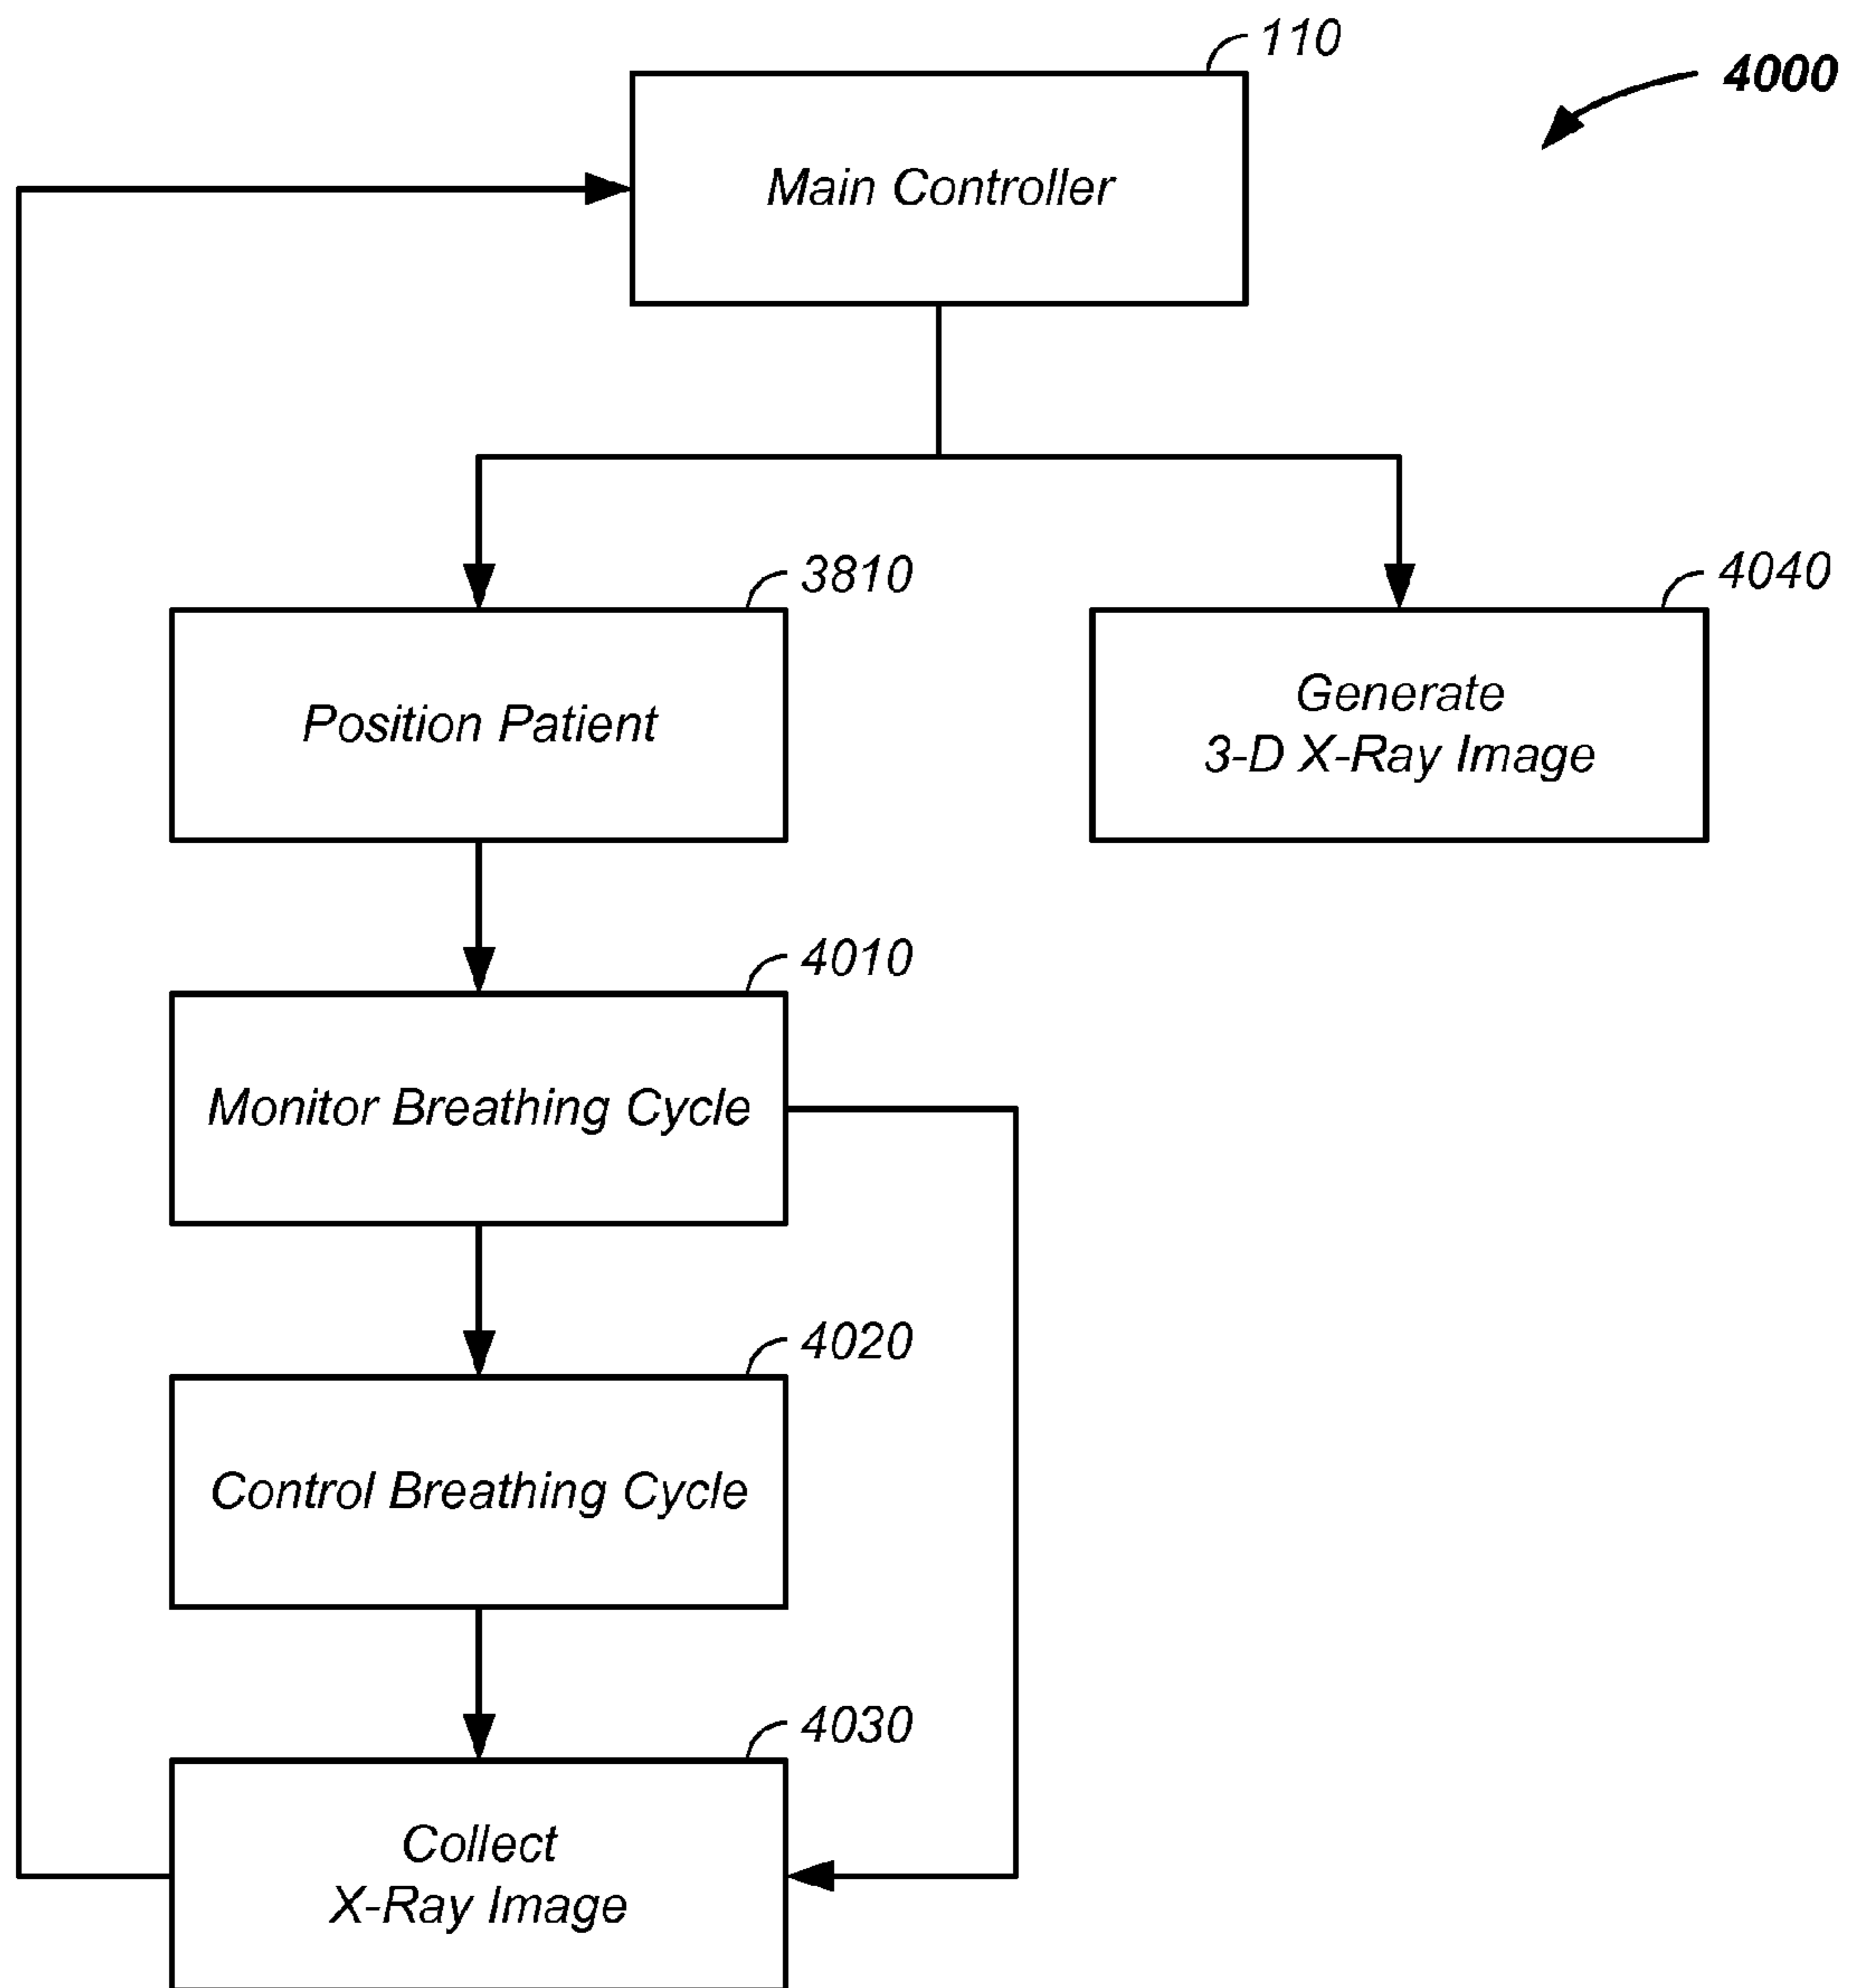 110
4000
Main Controller
3810
4040
Position Patient
Generate
3-D X-Ray Image
4010
Monitor Breathing Cycle
4020
Control Breathing Cycle
4030
Collect
X-Ray Image